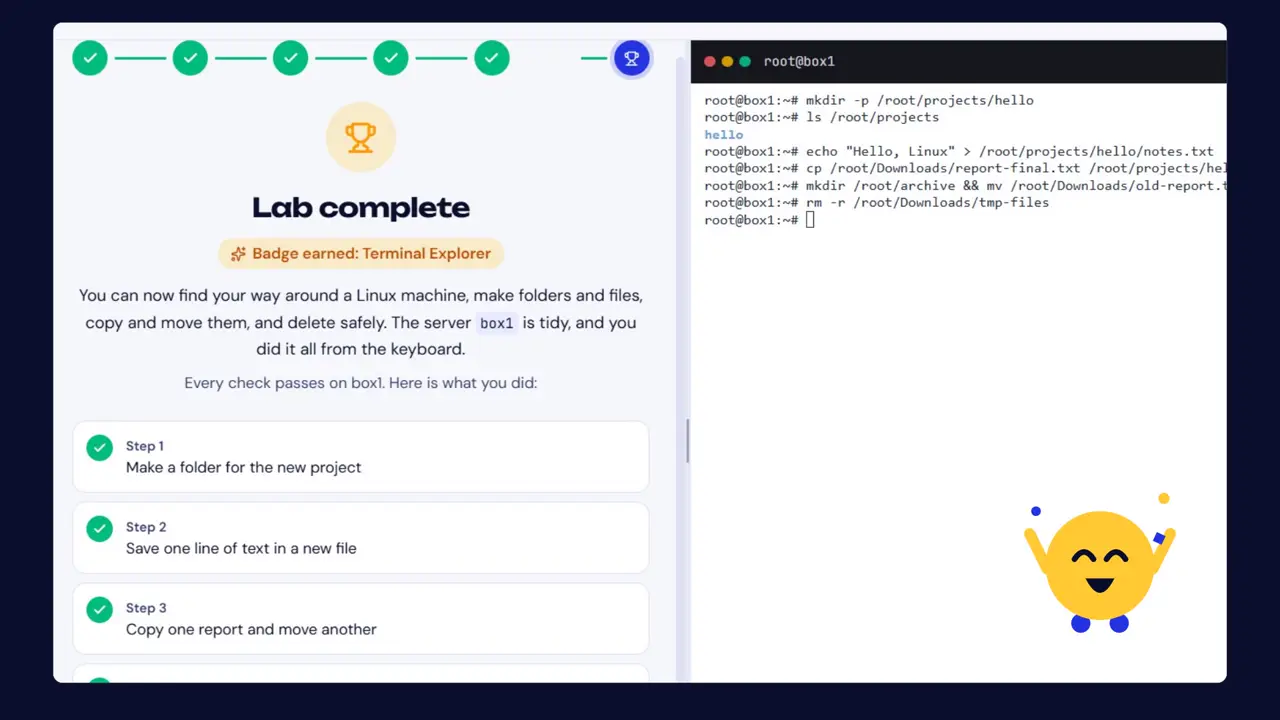 Lab complete
Badge earned: Terminal Explorer
You can now find your way around a Linux machine, make folders and files,
copy and move them, and delete safely. The server box1 is tidy, and you
did it all from the keyboard.
Every check passes on box1. Here is what you did:
Step 1
Make a folder for the new project
Step 2
Save one line of text in a new file
Step 3
Copy one report and move another
root@box1
root@box1:~# mkdir -p /root/projects/hello
root@box1:~# ls /root/projects
hello
root@box1:~# echo "Hello, Linux" > /root/projects/hello/notes.txt
root@box1:~# cp /root/Downloads/report-final.txt /root/projects/hel
root@box1:~# mkdir /root/archive && mv /root/Downloads/old-report.t
root@box1:~# rm -r /root/Downloads/tmp-files
root@box1:~#